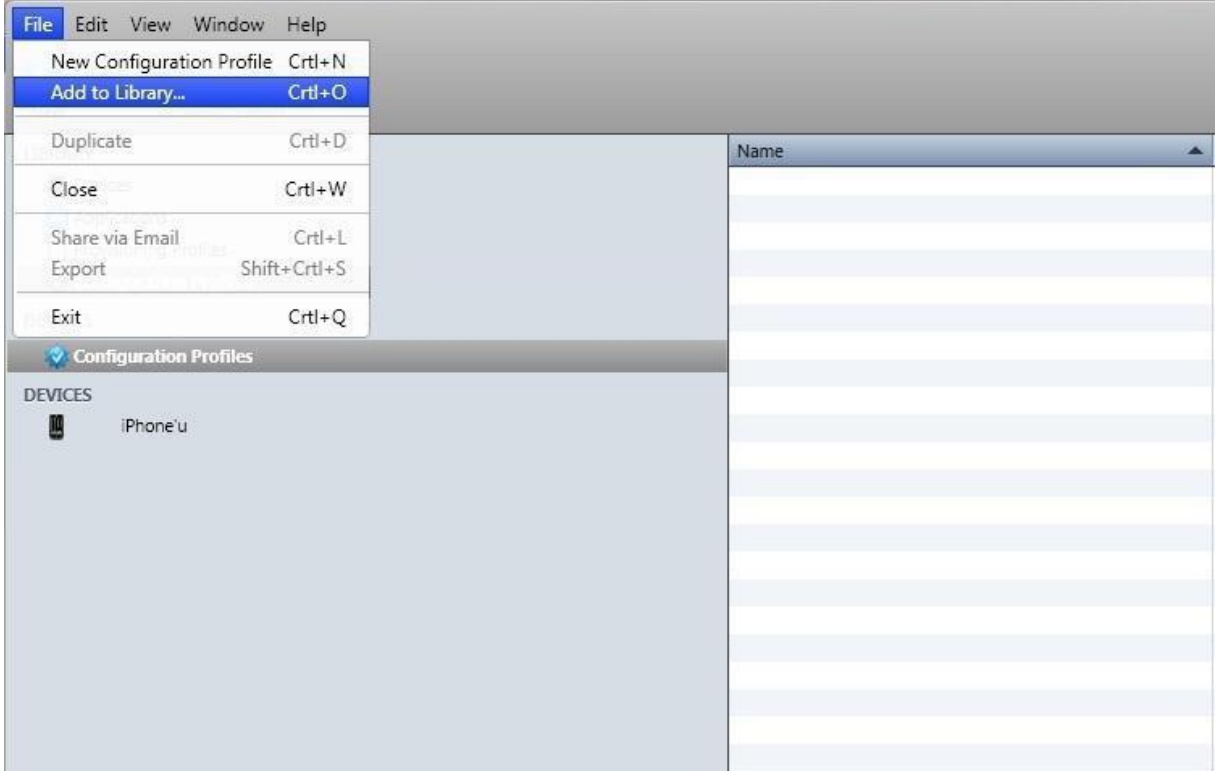 File Edit View Window Help
New Configuration Profile Crtl+N
Add to Library... Crtl+O
Duplicate Crtl+D
Close Crtl+W
Share via Email Crtl+L
Export Shift+Crtl+S
Exit Crtl+Q
Name
Configuration Profiles
DEVICES
iPhone'u